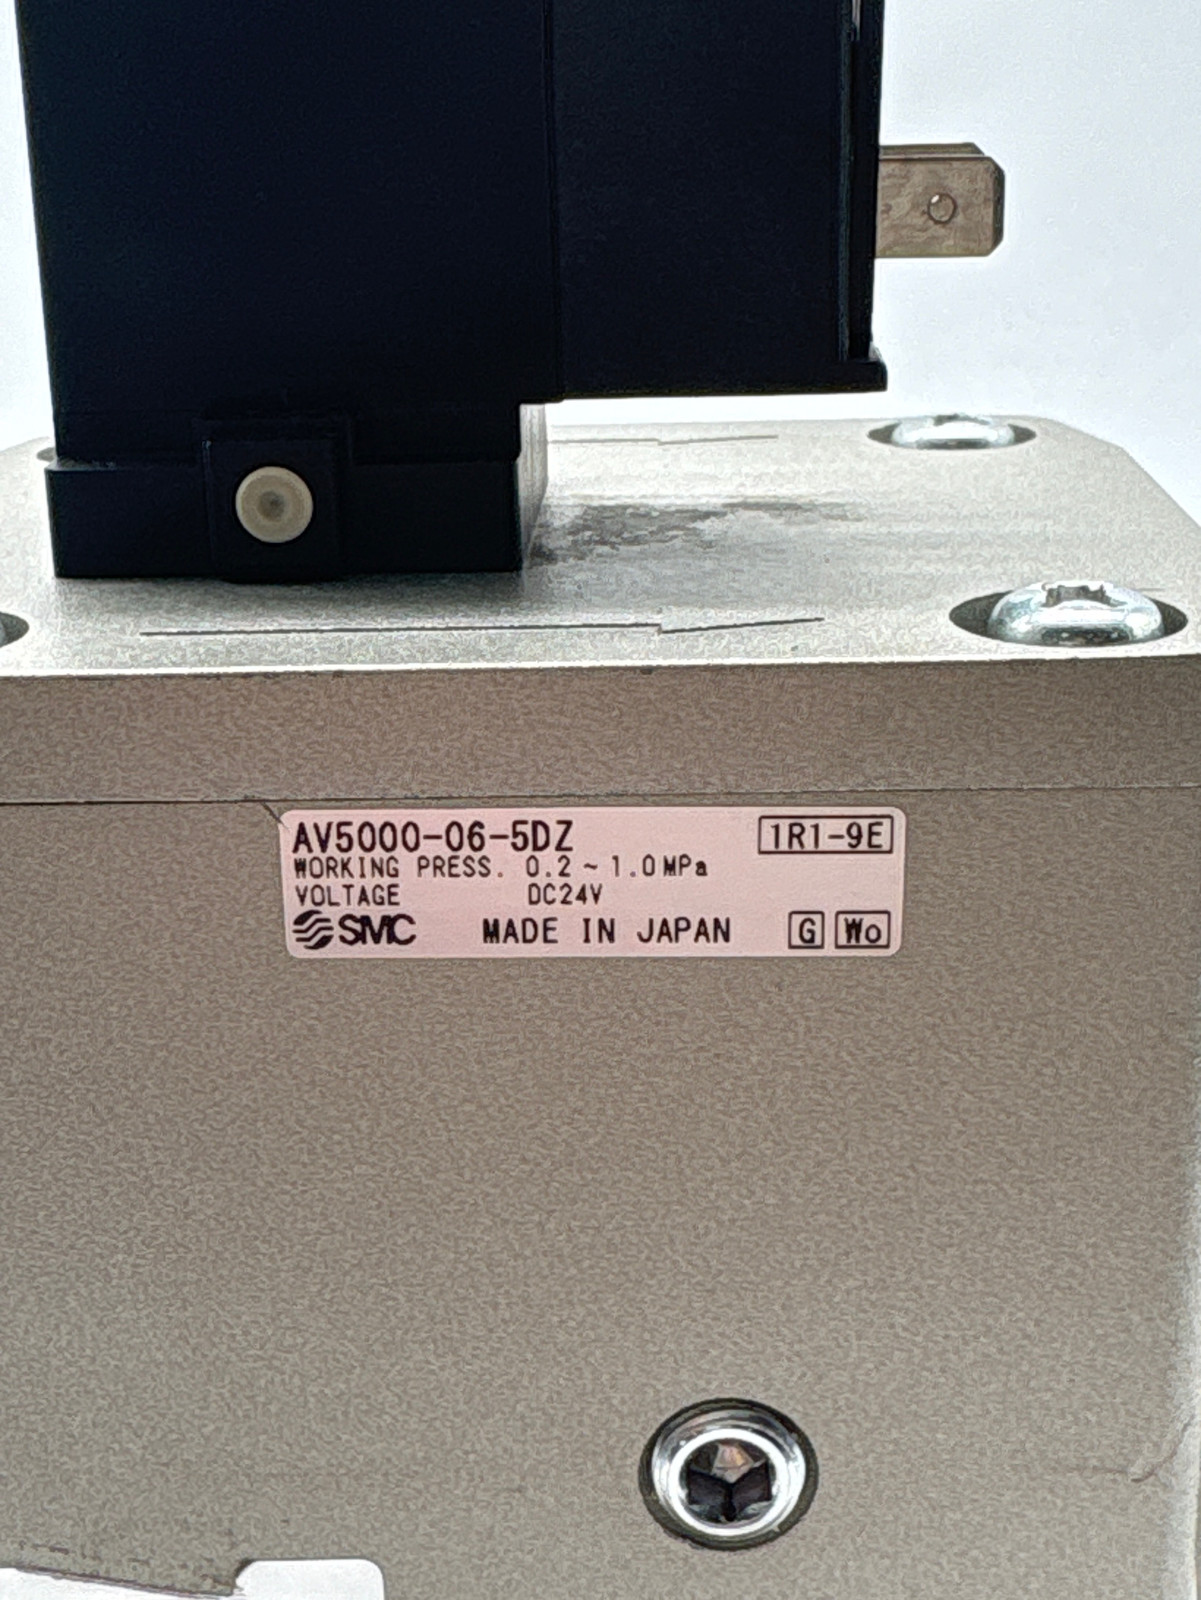 AV5000-06-5DZ 1R1-9E
WORKING PRESS. 0.2~1.0MPa
VOLTAGE DC24V
SMC MADE IN JAPAN G Wo